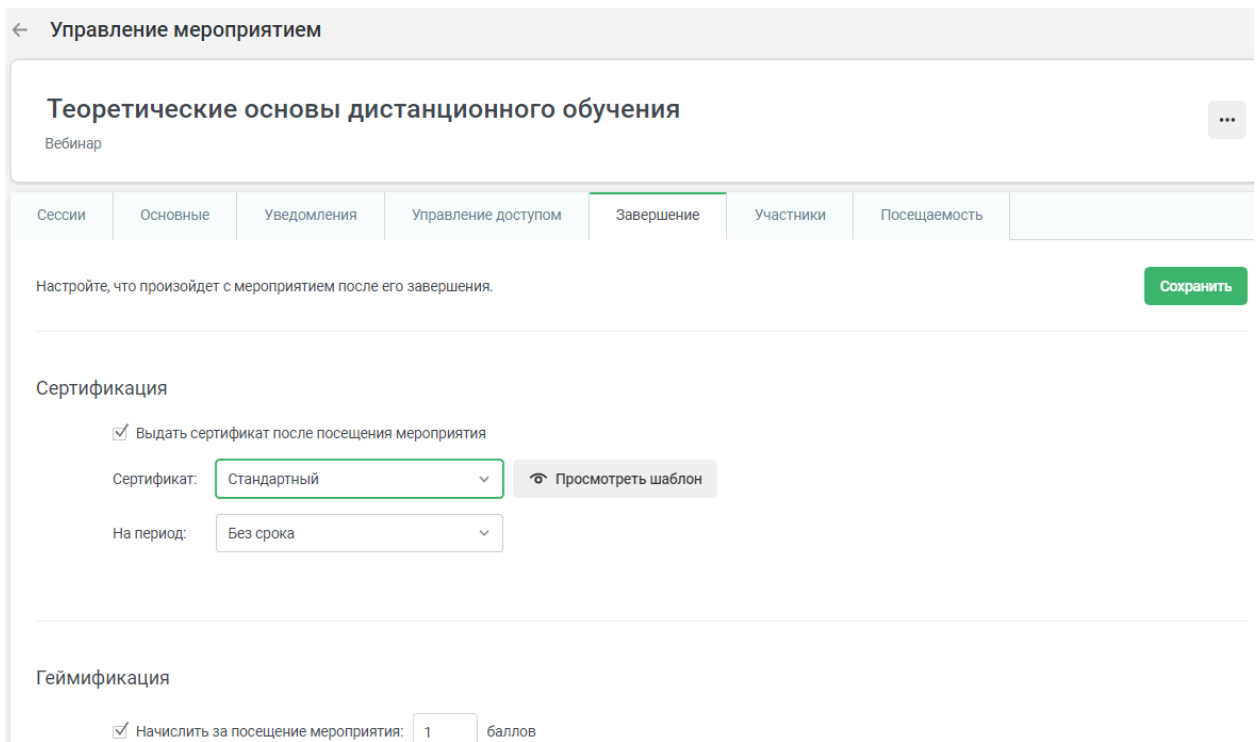 Управление мероприятием
Теоретические основы дистанционного обучения
Вебинар
Сессии Основные Уведомления Управление доступом Завершение Участники Посещаемость
Настройте, что произойдет с мероприятием после его завершения. Сохранить
Сертификация
Выдать сертификат после посещения мероприятия
Сертификат: Стандартный Просмотреть шаблон
На период: Без срока
Геймификация
Начислить за посещение мероприятия: 1 баллов